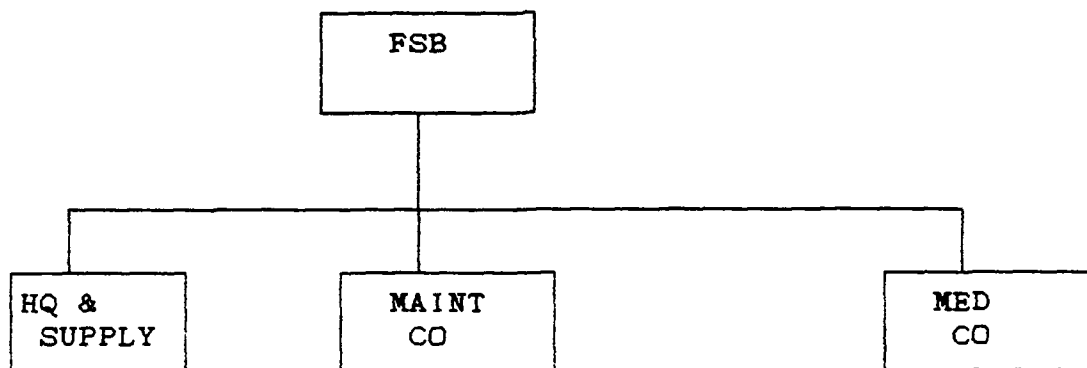 FSB
HQ &
SUPPLY
MAINT
CO
MED
CO